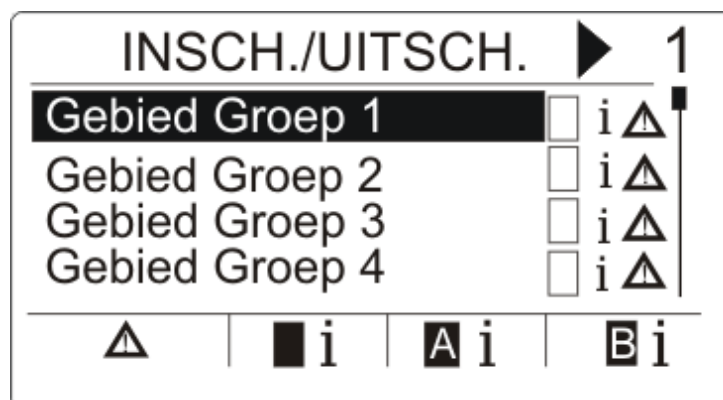 INSCH./UITSCH. ▶ 1
Gebied Groep 1 i
Gebied Groep 2 i
Gebied Groep 3 i
Gebied Groep 4 i
i A i B i